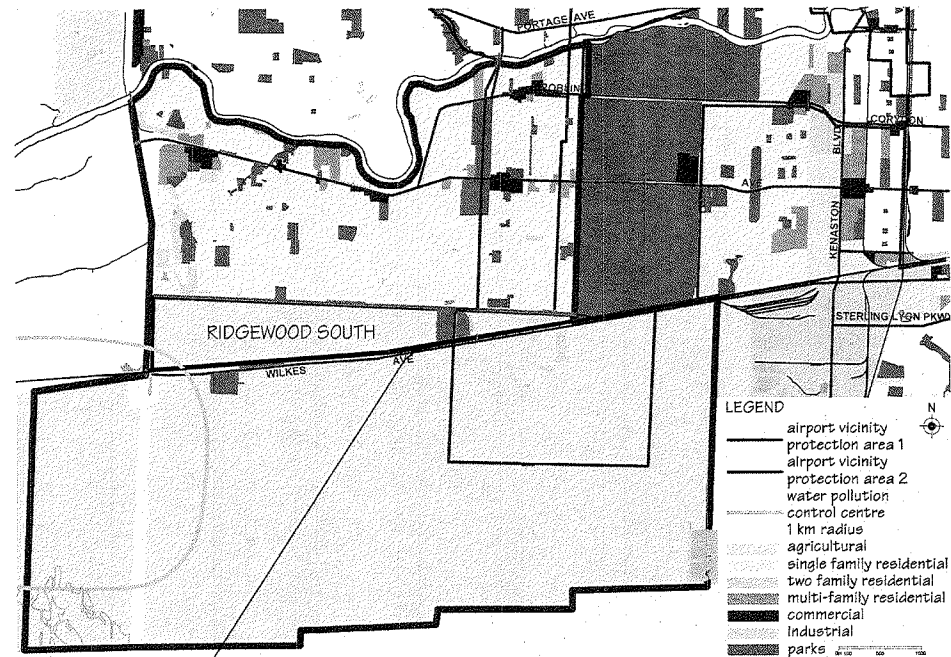 PORTAGE AVE
ROBLIN
BLVD
CORYDON
AVE
KENASTON
STERLING LYON PKWY
RIDGEWOOD SOUTH
AVE
WILKES
LEGEND
N
airport vicinity
protection area 1
airport vicinity
protection area 2
water pollution
control centre
1 km radius
agricultural
single family residential
two family residential
multi-family residential
commercial
industrial
parks